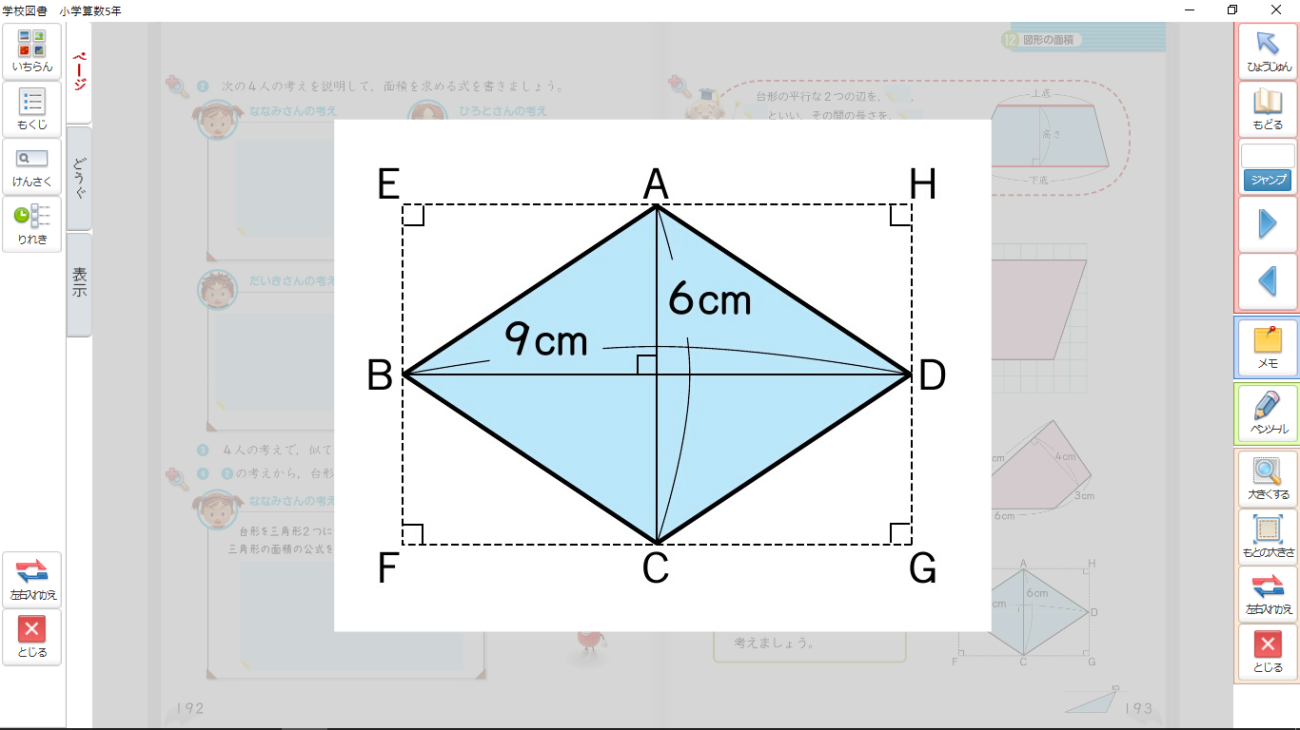 学校図書　小学算数5年
いちらん
もくじ
けんさく
りれき
左右入れかえ
とじる
ページ
どうぐ
表示
② 次の4人の考えを説明して，面積を求める式を書きましょう。
ななみさんの考え
ひろとさんの考え
だいきさんの考え
③ 4人の考えで，似て
ななみさんの考え
台形を三角形2つに
三角形の面積の公式を
192
12 図形の面積
台形の平行な2つの辺を，
といい，その間の長さを，
上底
高さ
下底
E A H
6cm
9cm
B D
F C G
cm
4cm
3cm
6cm
A H
6cm
cm
D
F C G
考えましょう。
193
ひょうじゅん
もどる
ジャンプ
メモ
ペンツール
大きくする
もとの大きさ
左右入れかえ
とじる